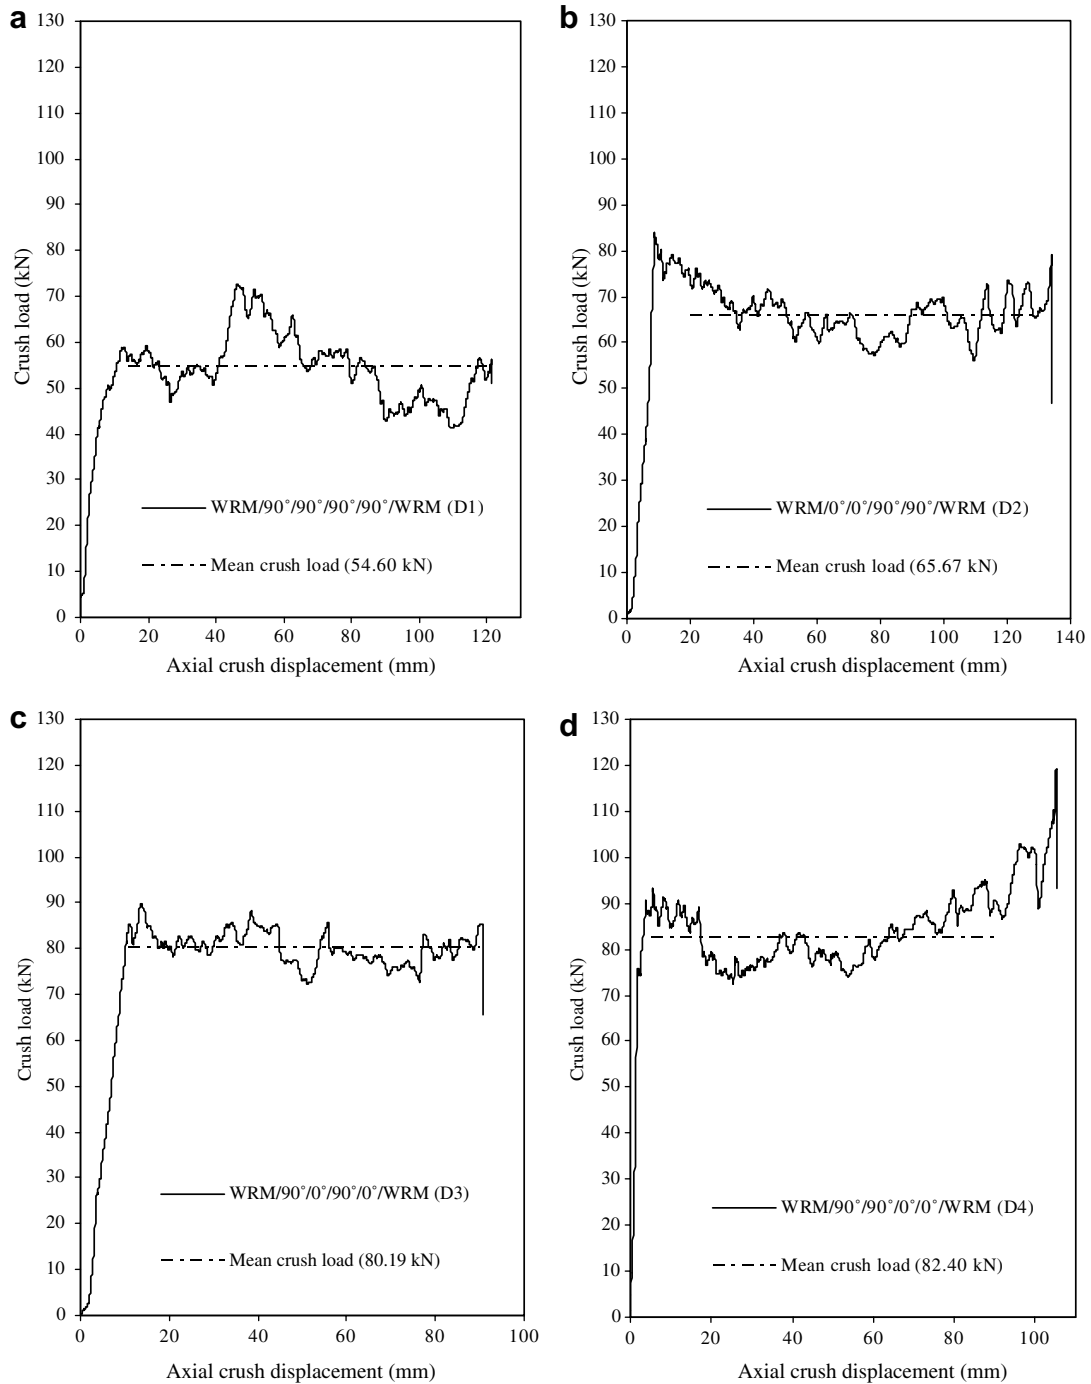 a
130
120
110
100
90
80
70
60
50
40
30
20
10
0
Crush load (kN)
WRM/90˚/90˚/90˚/90˚/WRM (D1)
Mean crush load (54.60 kN)
0 20 40 60 80 100 120
Axial crush displacement (mm)
b
130
120
110
100
90
80
70
60
50
40
30
20
10
0
Crush load (kN)
WRM/0˚/0˚/90˚/90˚/WRM (D2)
Mean crush load (65.67 kN)
0 20 40 60 80 100 120 140
Axial crush displacement (mm)
c
130
120
110
100
90
80
70
60
50
40
30
20
10
0
Crush load (kN)
WRM/90˚/0˚/90˚/0˚/WRM (D3)
Mean crush load (80.19 kN)
0 20 40 60 80 100
Axial crush displacement (mm)
d
130
120
110
100
90
80
70
60
50
40
30
20
10
0
Crush load (kN)
WRM/90˚/90˚/0˚/0˚/WRM (D4)
Mean crush load (82.40 kN)
0 20 40 60 80 100
Axial crush displacement (mm)